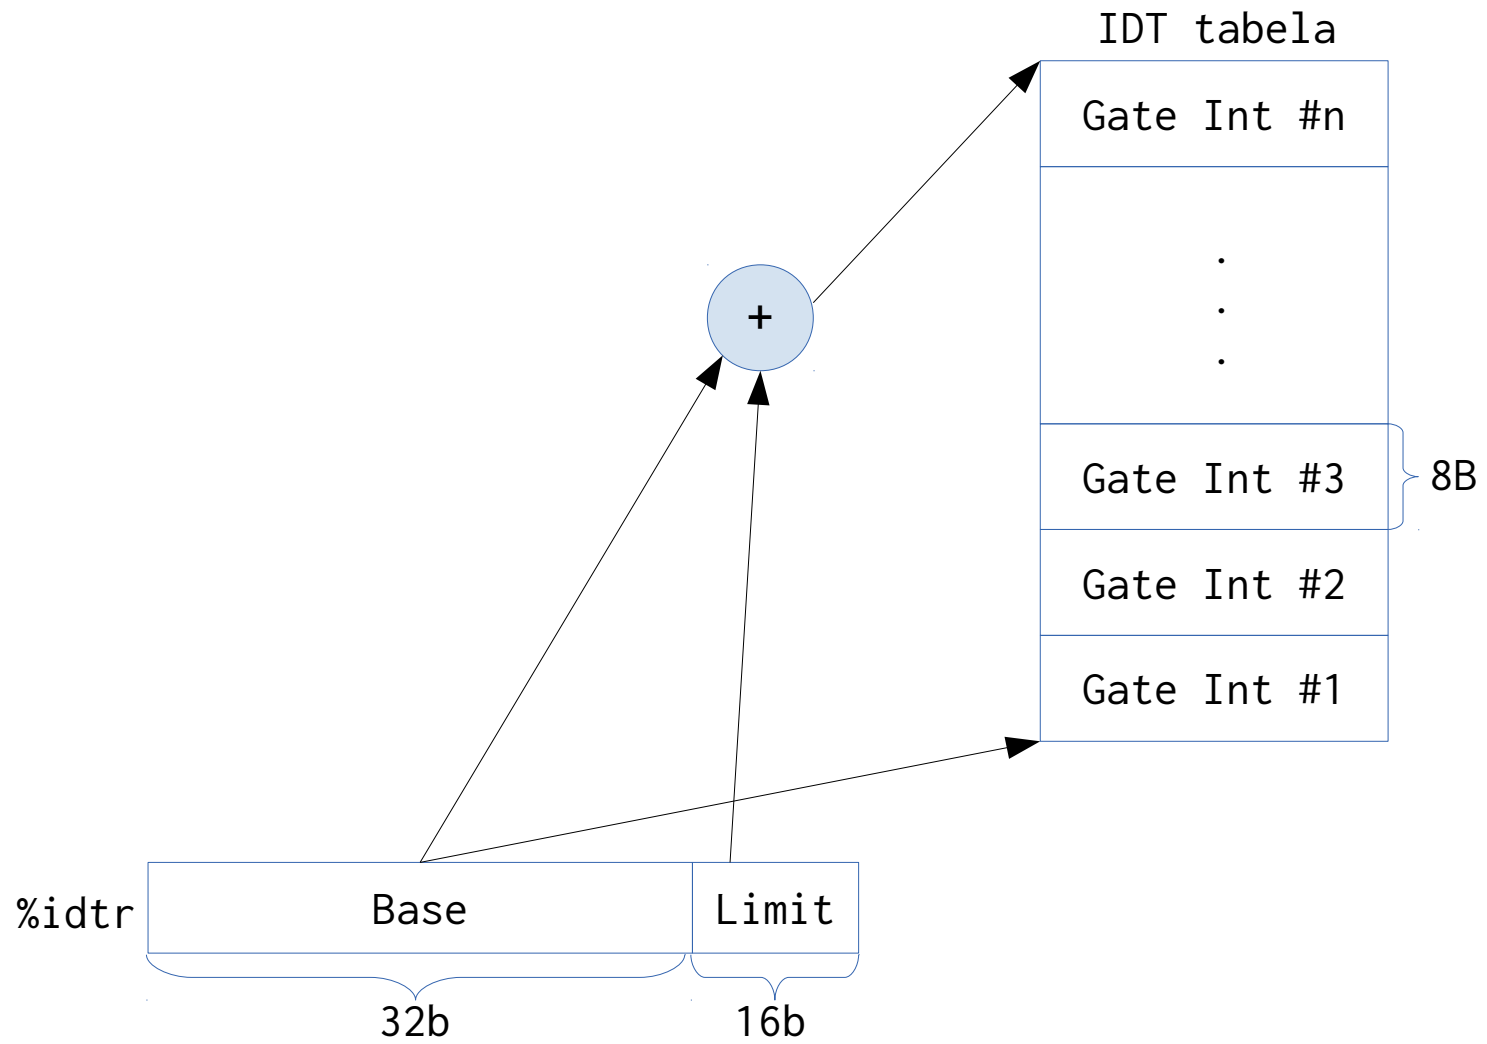 IDT tabela
Gate Int #n
.
.
.
+
Gate Int #3
8B
Gate Int #2
Gate Int #1
%idtr
Base
Limit
32b
16b